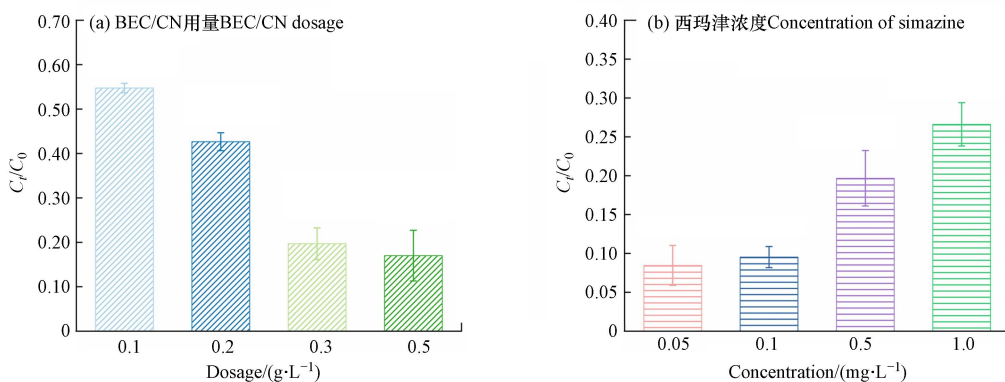 (a) BEC/CN用量BEC/CN dosage
0.70
0.60
0.50
0.40
0.30
0.20
0.10
0
Cₜ/C₀
0.1 0.2 0.3 0.5
Dosage/(g·L⁻¹)
(b) 西玛津浓度Concentration of simazine
0.40
0.35
0.30
0.25
0.20
0.15
0.10
0.05
0
Cₜ/C₀
0.05 0.1 0.5 1.0
Concentration/(mg·L⁻¹)